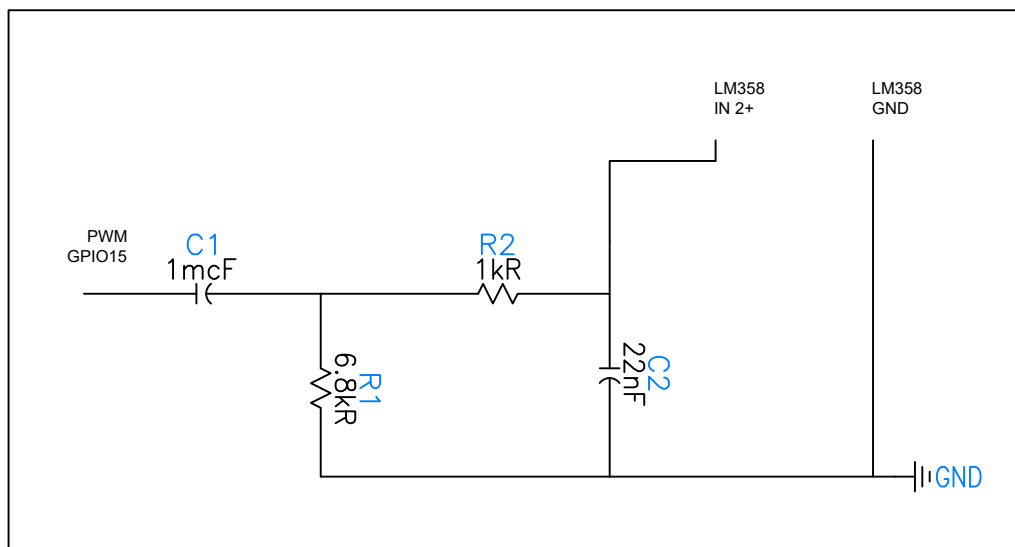 LM358
IN 2+
LM358
GND
PWM
GPIO15
C1
1mcF
R2
1kR
R1
6.8kR
C2
22nF
GND